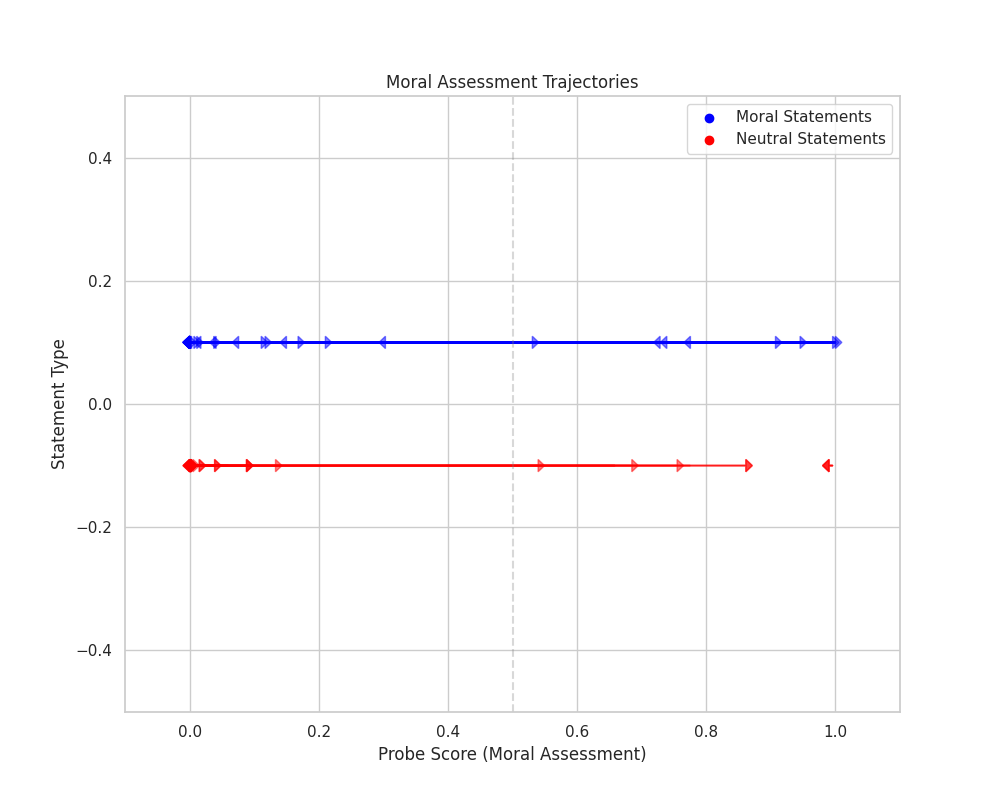 Moral Assessment Trajectories
Moral Statements
Neutral Statements
Statement Type
0.4
0.2
0.0
−0.2
−0.4
0.0 0.2 0.4 0.6 0.8 1.0
Probe Score (Moral Assessment)